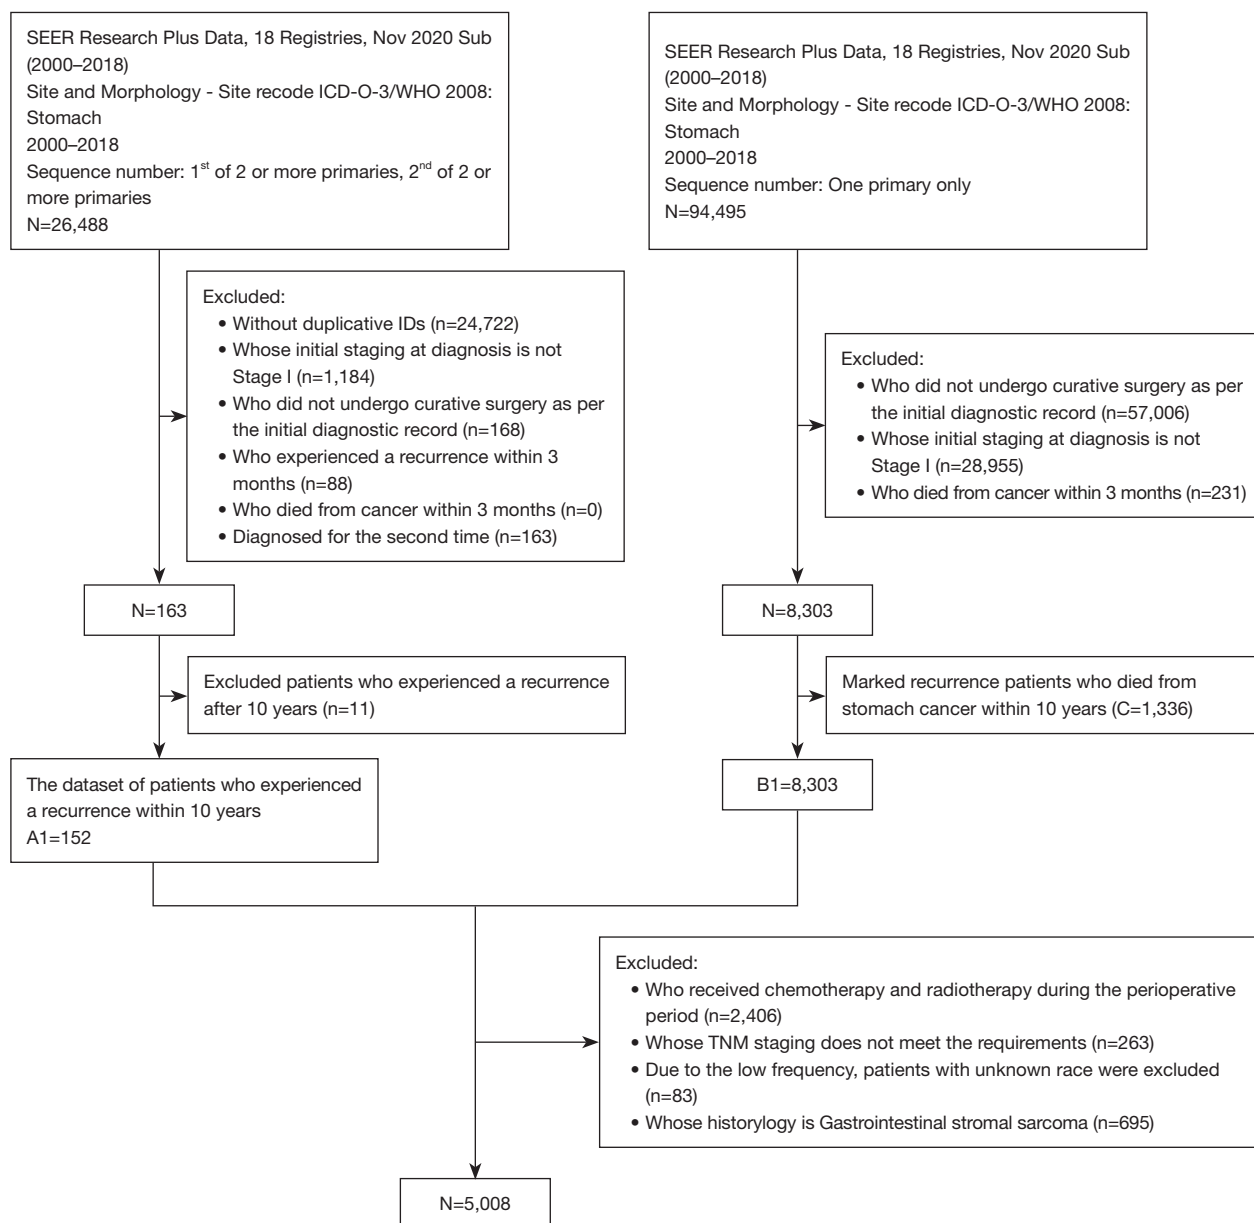 SEER Research Plus Data, 18 Registries, Nov 2020 Sub
(2000–2018)
Site and Morphology - Site recode ICD-O-3/WHO 2008:
Stomach
2000–2018
Sequence number: 1st of 2 or more primaries, 2nd of 2 or
more primaries
N=26,488
SEER Research Plus Data, 18 Registries, Nov 2020 Sub
(2000–2018)
Site and Morphology - Site recode ICD-O-3/WHO 2008:
Stomach
2000–2018
Sequence number: One primary only
N=94,495
Excluded:
• Without duplicative IDs (n=24,722)
• Whose initial staging at diagnosis is not
Stage I (n=1,184)
• Who did not undergo curative surgery as per
the initial diagnostic record (n=168)
• Who experienced a recurrence within 3
months (n=88)
• Who died from cancer within 3 months (n=0)
• Diagnosed for the second time (n=163)
Excluded:
• Who did not undergo curative surgery as per
the initial diagnostic record (n=57,006)
• Whose initial staging at diagnosis is not
Stage I (n=28,955)
• Who died from cancer within 3 months (n=231)
N=163
N=8,303
Excluded patients who experienced a recurrence
after 10 years (n=11)
Marked recurrence patients who died from
stomach cancer within 10 years (C=1,336)
The dataset of patients who experienced
a recurrence within 10 years
A1=152
B1=8,303
Excluded:
• Who received chemotherapy and radiotherapy during the perioperative
period (n=2,406)
• Whose TNM staging does not meet the requirements (n=263)
• Due to the low frequency, patients with unknown race were excluded
(n=83)
• Whose historylogy is Gastrointestinal stromal sarcoma (n=695)
N=5,008